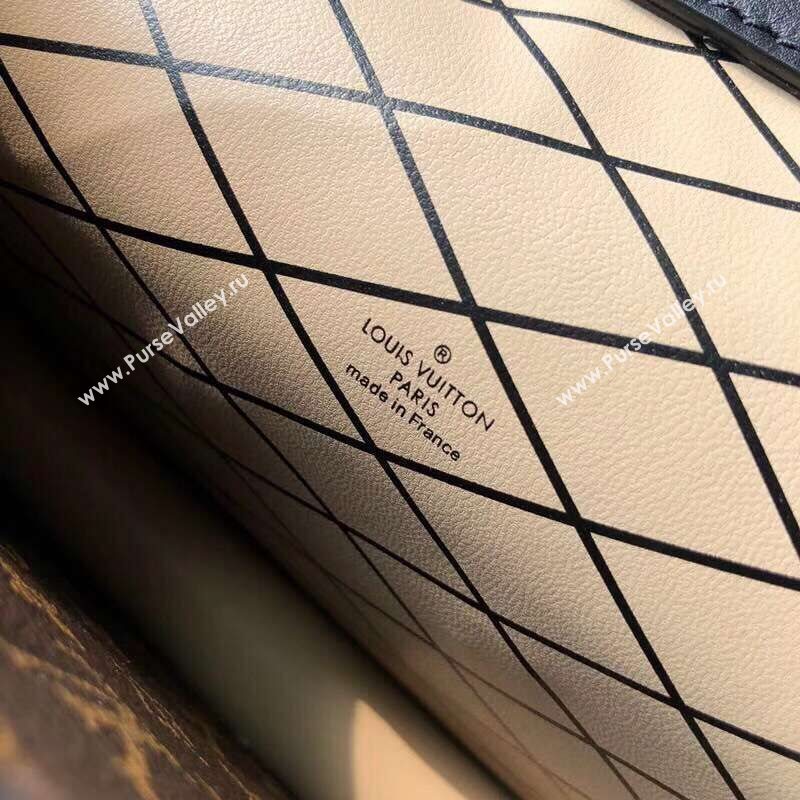 ®
LOUIS VUITTON
PARIS
made in France
www.PurseValley.ru
www.PurseValley.ru